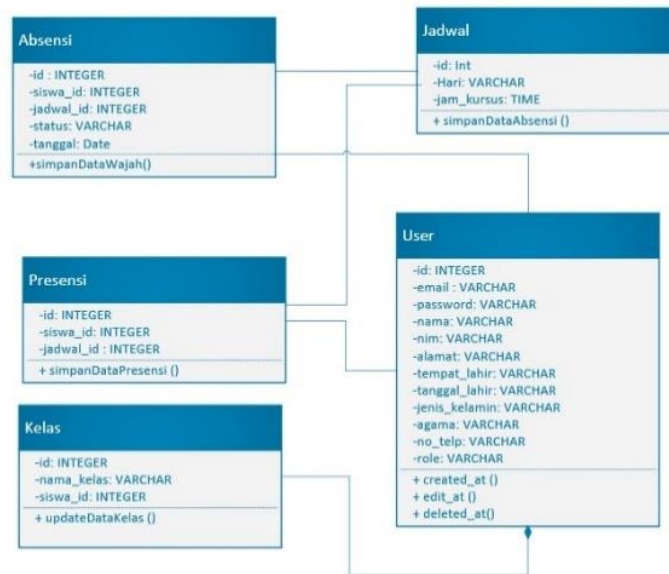 Absensi
-id : INTEGER
-siswa_id: INTEGER
-jadwal_id: INTEGER
-status: VARCHAR
-tanggal: Date
+simpanDataWajah()
Jadwal
-id: Int
-Hari: VARCHAR
-jam_kursus: TIME
+ simpanDataAbsensi ()
User
-id: INTEGER
-email : VARCHAR
-password: VARCHAR
-nama: VARCHAR
-nim: VARCHAR
-alamat: VARCHAR
-tempat_lahir: VARCHAR
-tanggal_lahir: VARCHAR
-jenis_kelamin: VARCHAR
-agama: VARCHAR
-no_telp: VARCHAR
-role: VARCHAR
+ created_at ()
+ edit_at ()
+ deleted_at()
Presensi
-id: INTEGER
-siswa_id: INTEGER
-jadwal_id : INTEGER
+ simpanDataPresensi ()
Kelas
-id: INTEGER
-nama_kelas: VARCHAR
-siswa_id: INTEGER
+ updateDataKelas ()